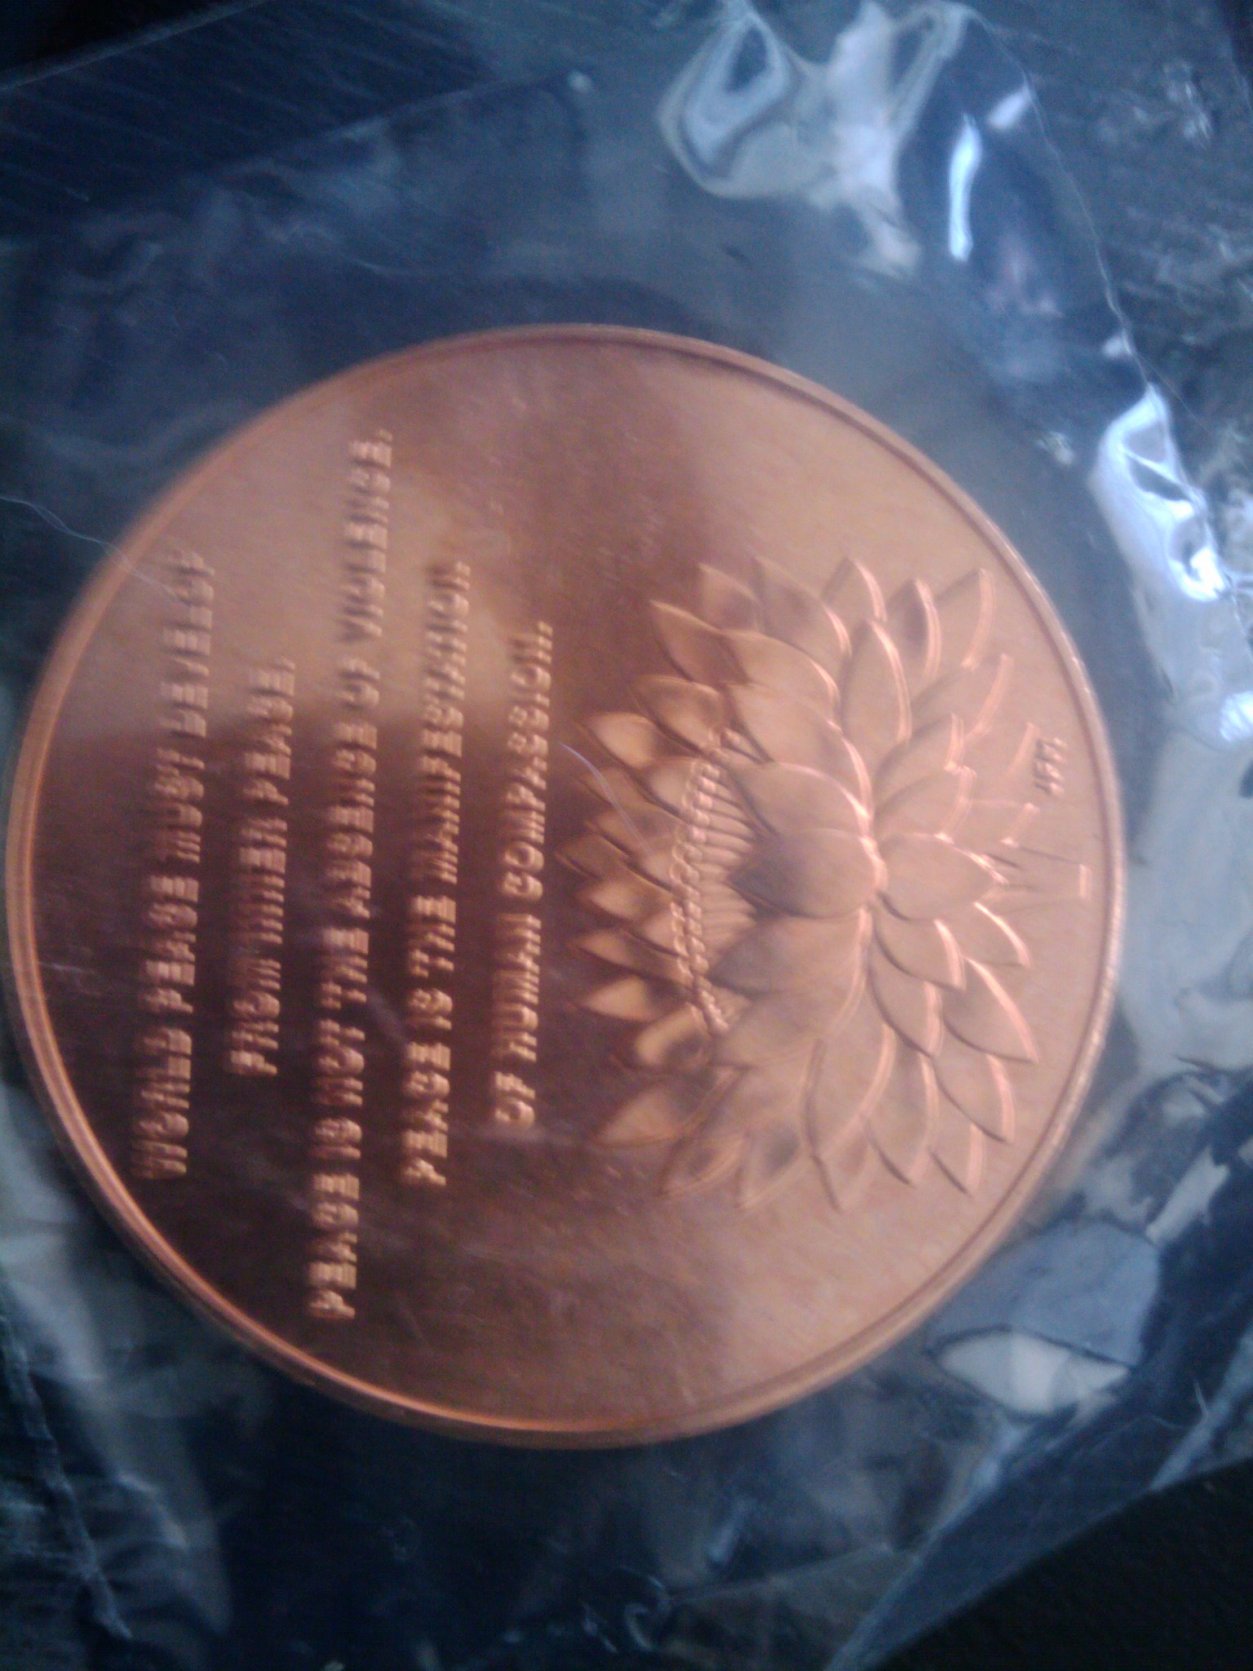 WORLD PEACE MUST DEVELOP
FROM INNER PEACE.
PEACE IS NOT THE ABSENCE OF VIOLENCE.
PEACE IS THE MANIFESTATION
OF HUMAN COMPASSION.